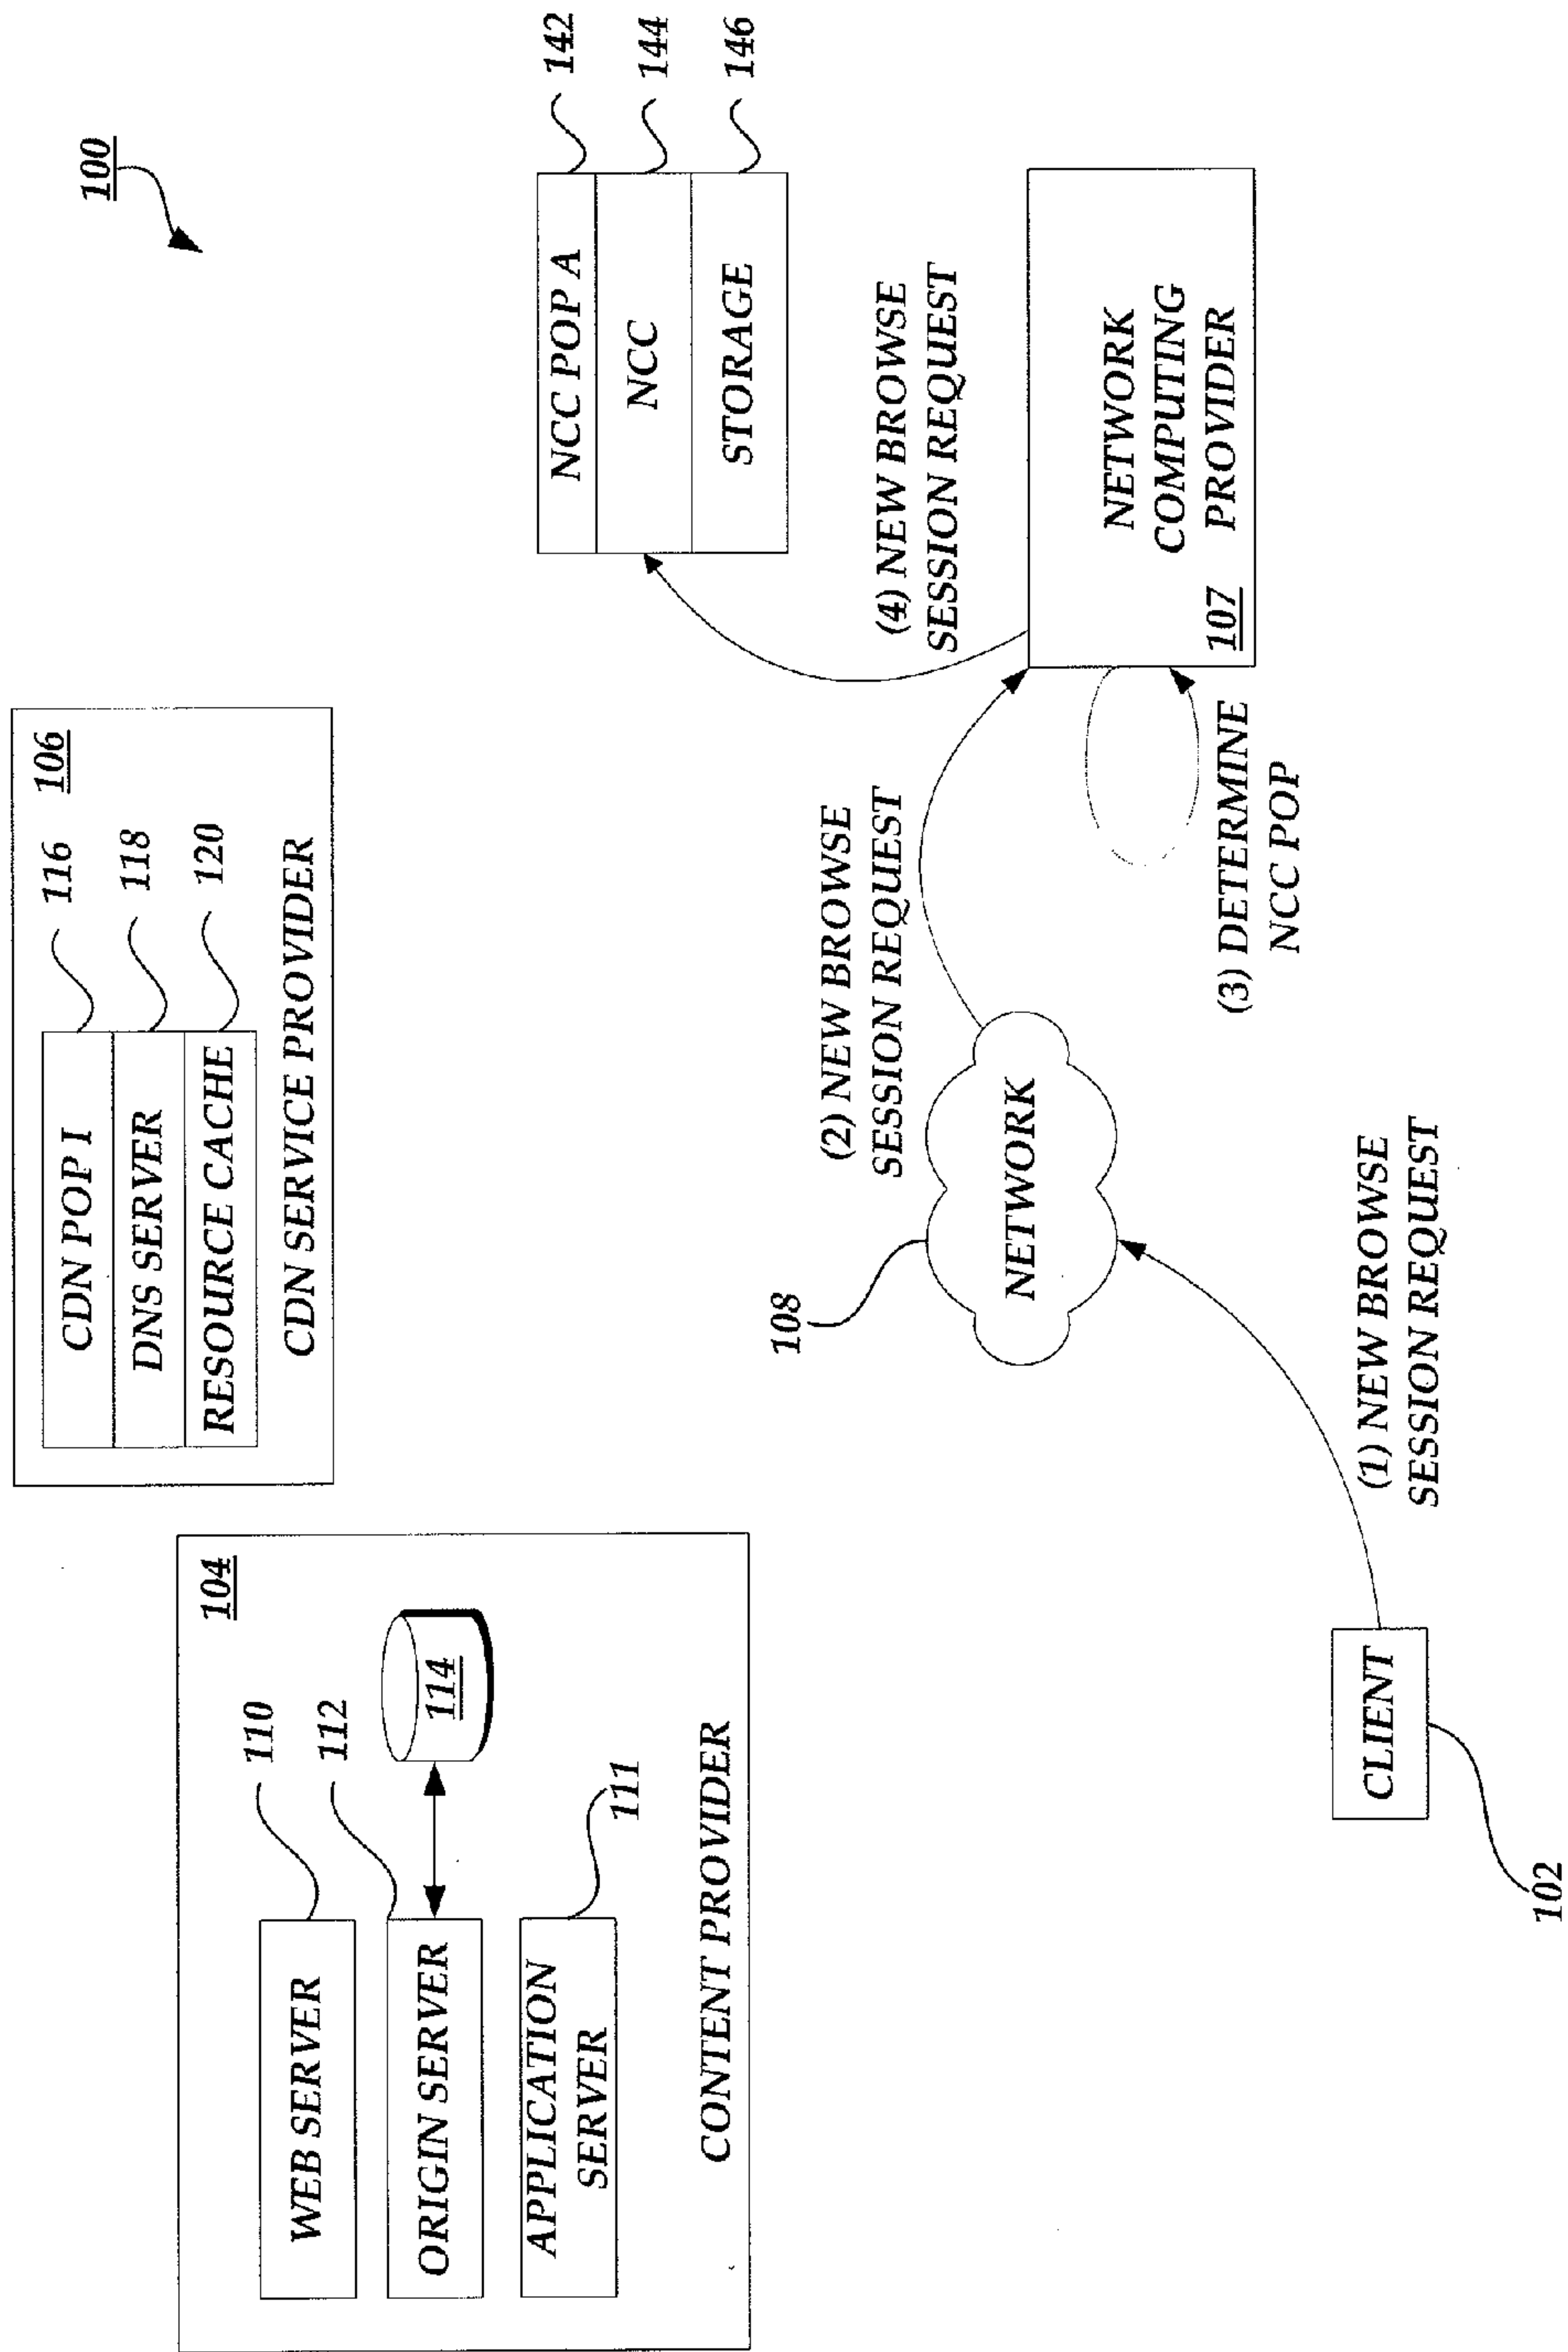 100
104
110
WEB SERVER
112
ORIGIN SERVER
114
111
APPLICATION
SERVER
CONTENT PROVIDER
106
CDN POP I
116
DNS SERVER
118
RESOURCE CACHE
120
CDN SERVICE PROVIDER
NCC POP A
142
NCC
144
STORAGE
146
(4) NEW BROWSE
SESSION REQUEST
(2) NEW BROWSE
SESSION REQUEST
108
NETWORK
NETWORK
COMPUTING
PROVIDER
107
(3) DETERMINE
NCC POP
(1) NEW BROWSE
SESSION REQUEST
CLIENT
102